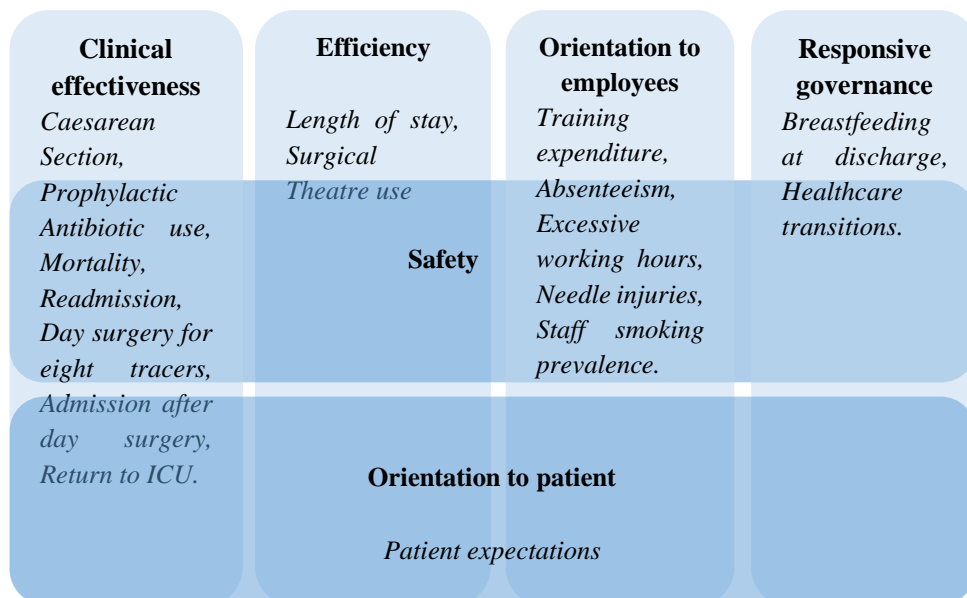 Clinical
effectiveness
Caesarean
Section,
Prophylactic
Antibiotic use,
Mortality,
Readmission,
Day surgery for
eight tracers,
Admission after
day surgery,
Return to ICU.
Efficiency
Length of stay,
Surgical
Theatre use
Orientation to
employees
Training
expenditure,
Absenteeism,
Excessive
working hours,
Needle injuries,
Staff smoking
prevalence.
Responsive
governance
Breastfeeding
at discharge,
Healthcare
transitions.
Safety
Orientation to patient
Patient expectations